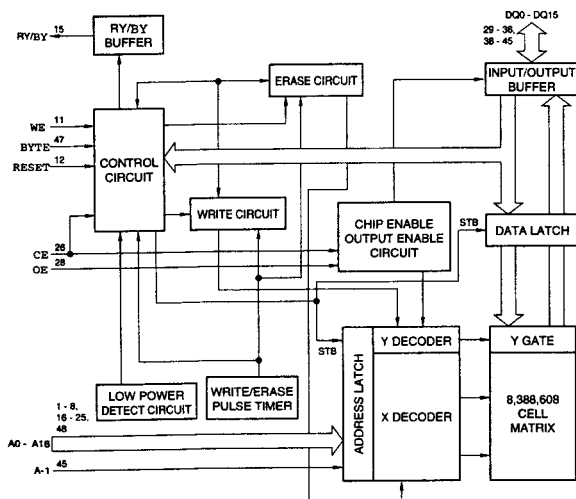 DQ0 - DQ15
29 - 36,
38 - 45
RY/BY
15
RY/BY
BUFFER
ERASE CIRCUIT
INPUT/OUTPUT
BUFFER
WE
11
BYTE
47
RESET
12
CONTROL
CIRCUIT
WRITE CIRCUIT
CHIP ENABLE
OUTPUT ENABLE
CIRCUIT
STB
DATA LATCH
CE
26
OE
28
STB
ADDRESS LATCH
Y DECODER
Y GATE
X DECODER
8,388,608
CELL
MATRIX
LOW POWER
DETECT CIRCUIT
WRITE/ERASE
PULSE TIMER
1 - 8,
16 - 25,
48
A0 - A18
A-1
45